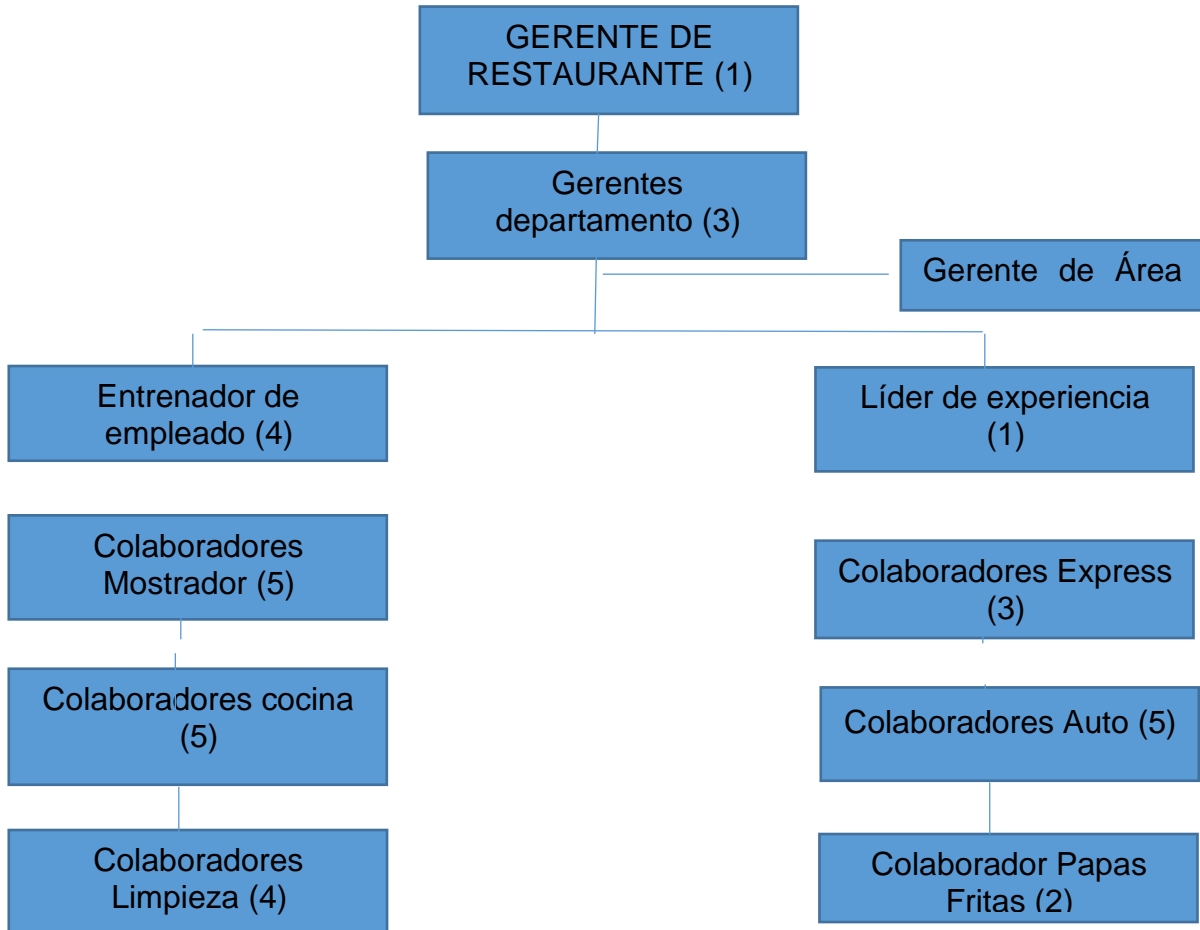 GERENTE DE
RESTAURANTE (1)
Gerentes
departamento (3)
Gerente de Área
Entrenador de
empleado (4)
Líder de experiencia
(1)
Colaboradores
Mostrador (5)
Colaboradores Express
(3)
Colaboradores cocina
(5)
Colaboradores Auto (5)
Colaboradores
Limpieza (4)
Colaborador Papas
Fritas (2)